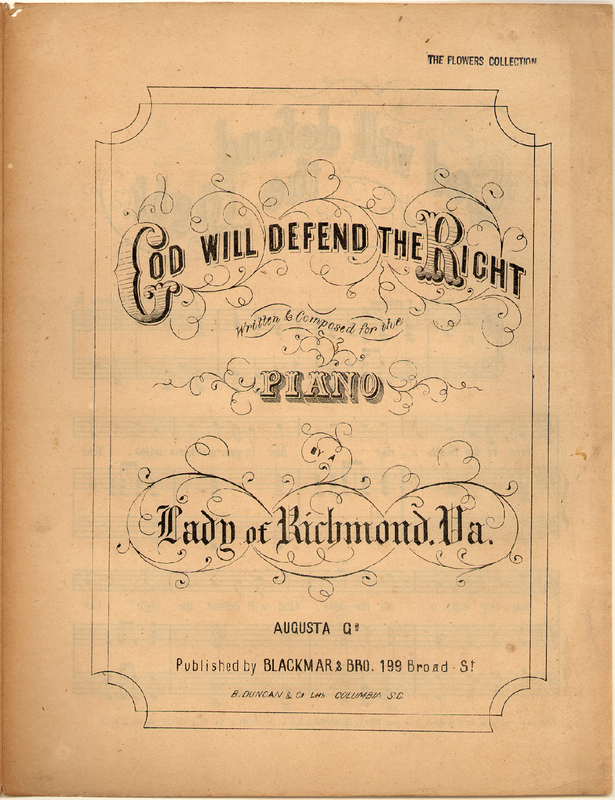 THE FLOWERS COLLECTION
GOD WILL DEFEND THE RIGHT
Written & Composed for the
PIANO
BY A
Lady of Richmond. Va.
AUGUSTA Ga
Published by BLACKMAR & BRO. 199 Broad - St
B. DUNCAN & Co Lith. COLUMBIA S.C.